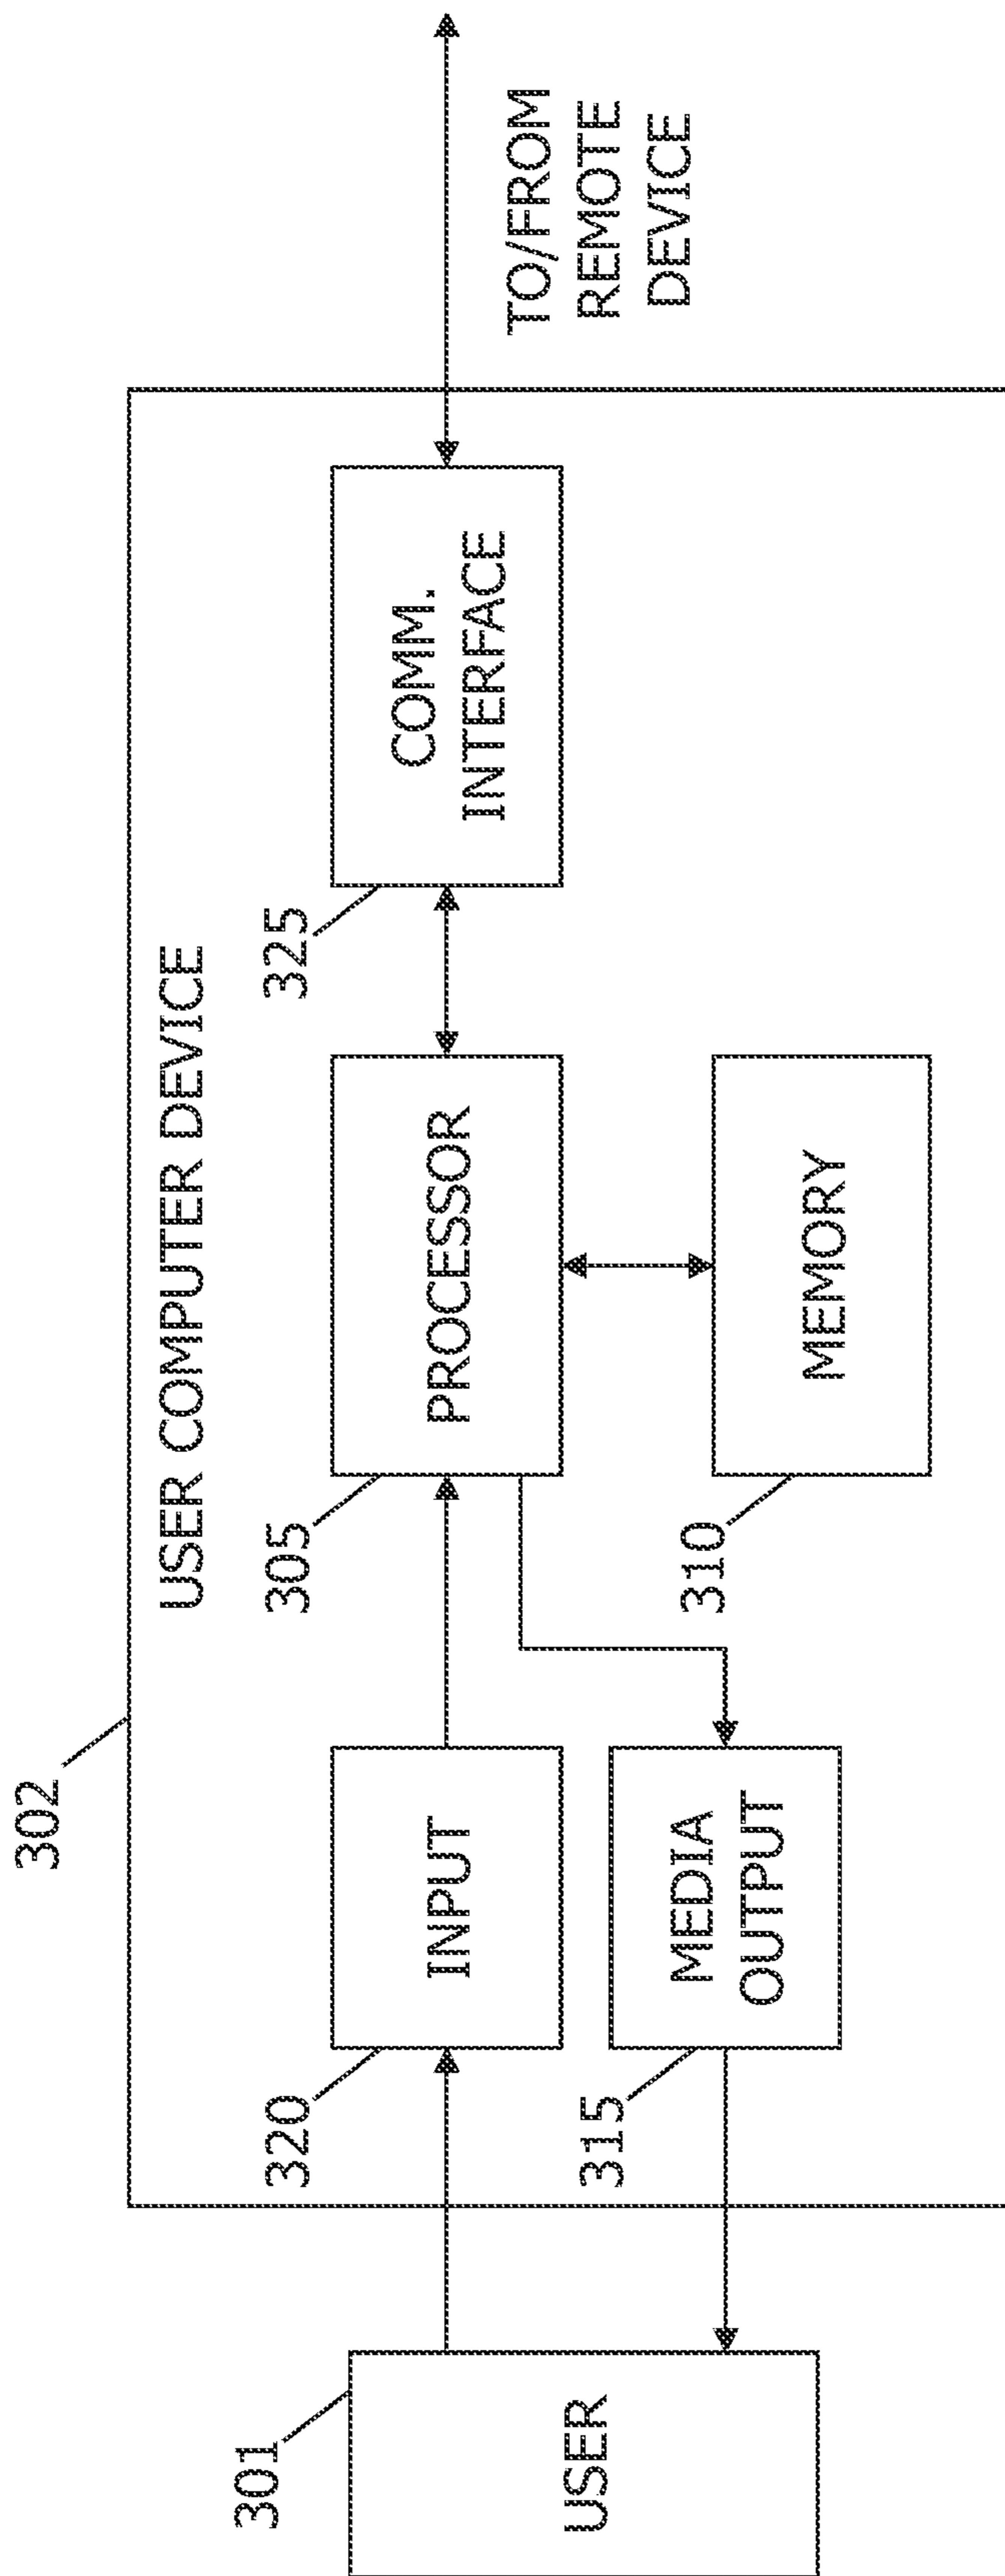 302
USER COMPUTER DEVICE
301
320
305
325
USER
INPUT
PROCESSOR
COMM.
INTERFACE
TO/FROM
REMOTE
DEVICE
315
310
MEDIA
OUTPUT
MEMORY